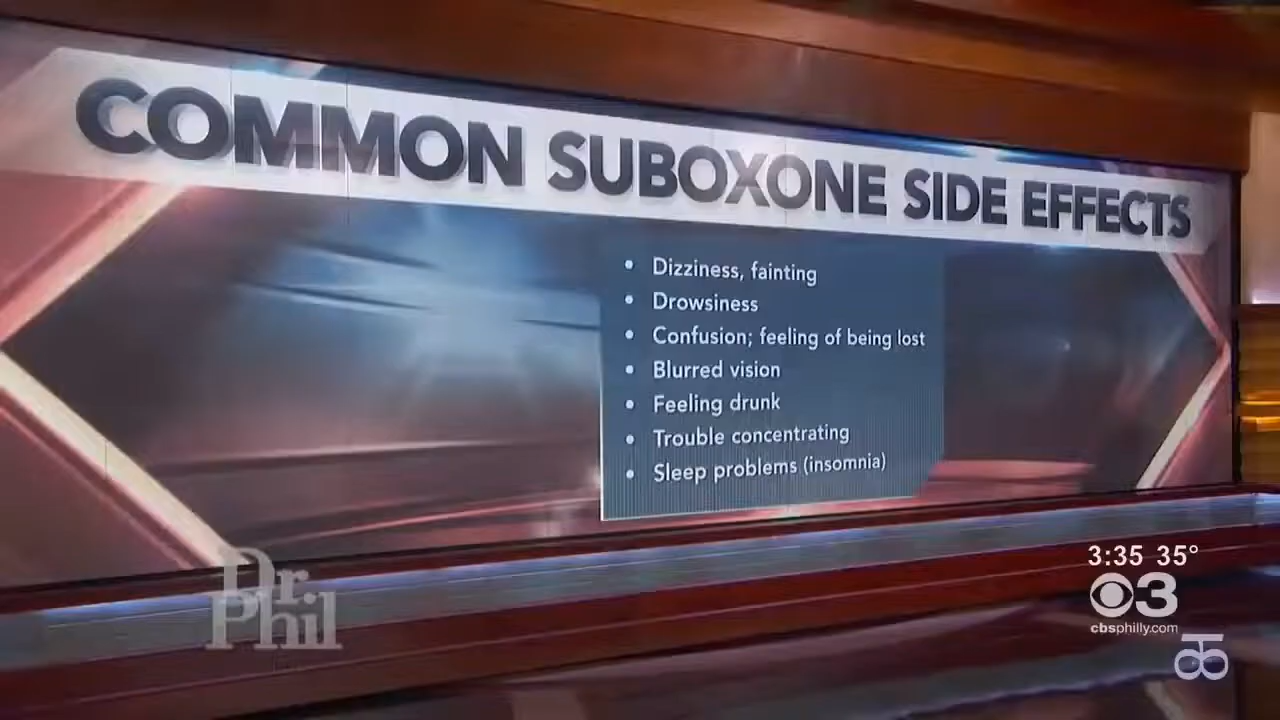 COMMON SUBOXONE SIDE EFFECTS
• Dizziness, fainting
• Drowsiness
• Confusion; feeling of being lost
• Blurred vision
• Feeling drunk
• Trouble concentrating
• Sleep problems (insomnia)
Dr.
Phil
3:35 35°
3
cbsphilly.com